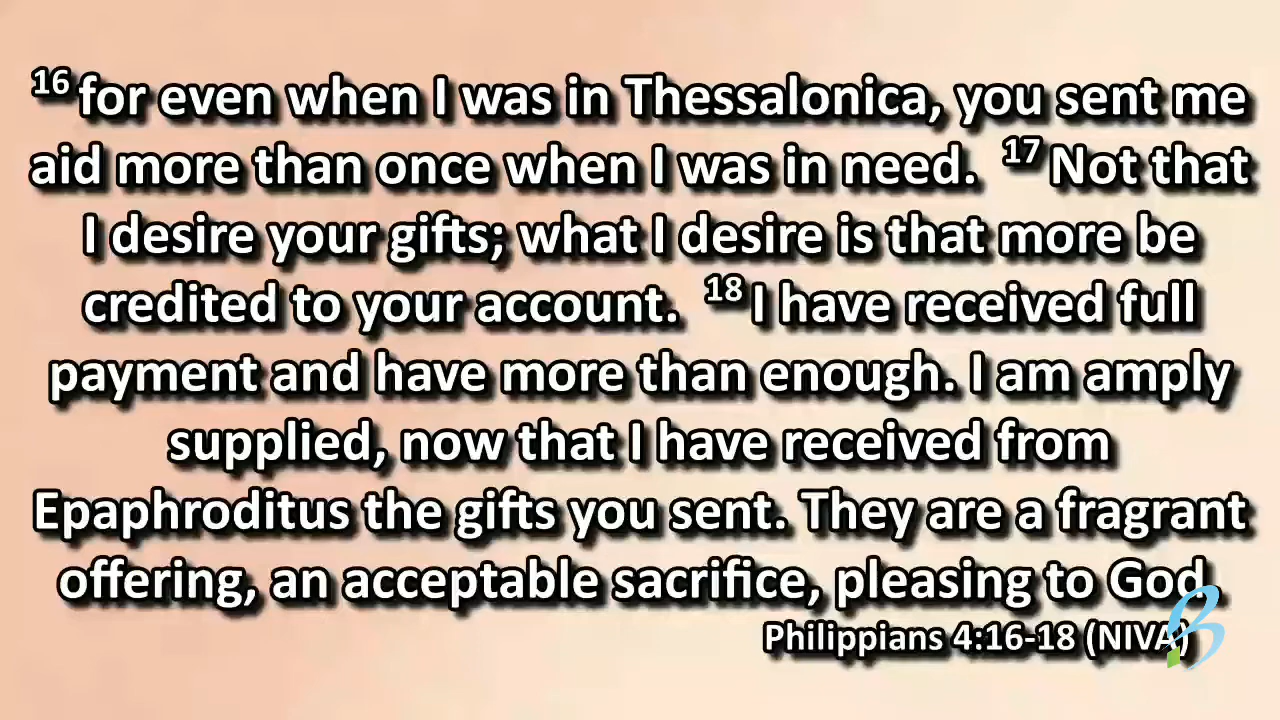 16 for even when I was in Thessalonica, you sent me
aid more than once when I was in need. 17 Not that
I desire your gifts; what I desire is that more be
credited to your account. 18 I have received full
payment and have more than enough. I am amply
supplied, now that I have received from
Epaphroditus the gifts you sent. They are a fragrant
offering, an acceptable sacrifice, pleasing to God.
Philippians 4:16-18 (NIVA)
B